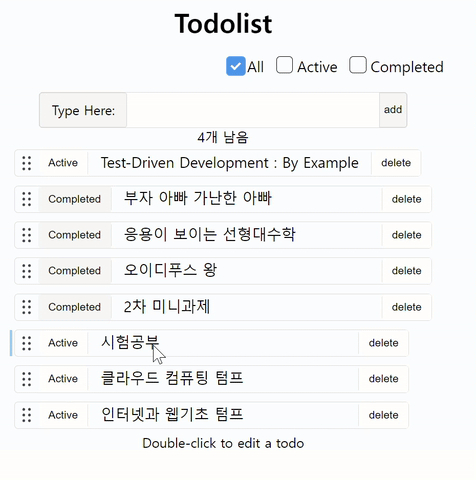 Todolist
All Active Completed
Type Here: add
4개 남음
Active Test-Driven Development : By Example delete
Completed 부자 아빠 가난한 아빠 delete
Completed 응용이 보이는 선형대수학 delete
Completed 오이디푸스 왕 delete
Completed 2차 미니과제 delete
Active 시험공부 delete
Active 클라우드 컴퓨팅 텀프 delete
Active 인터넷과 웹기초 텀프 delete
Double-click to edit a todo